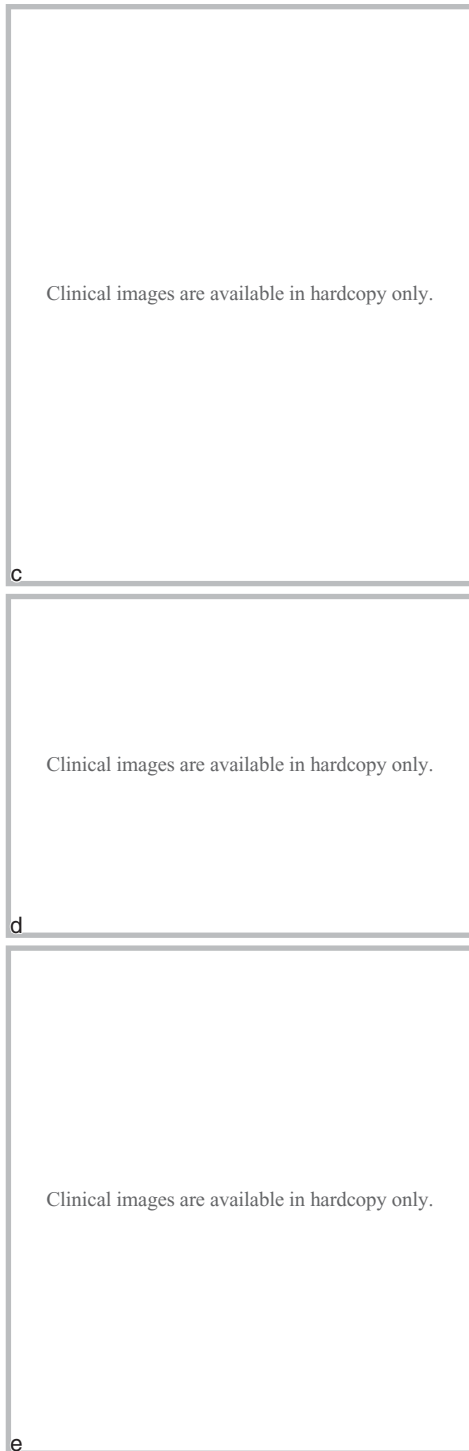 Clinical images are available in hardcopy only.
c
Clinical images are available in hardcopy only.
d
Clinical images are available in hardcopy only.
e